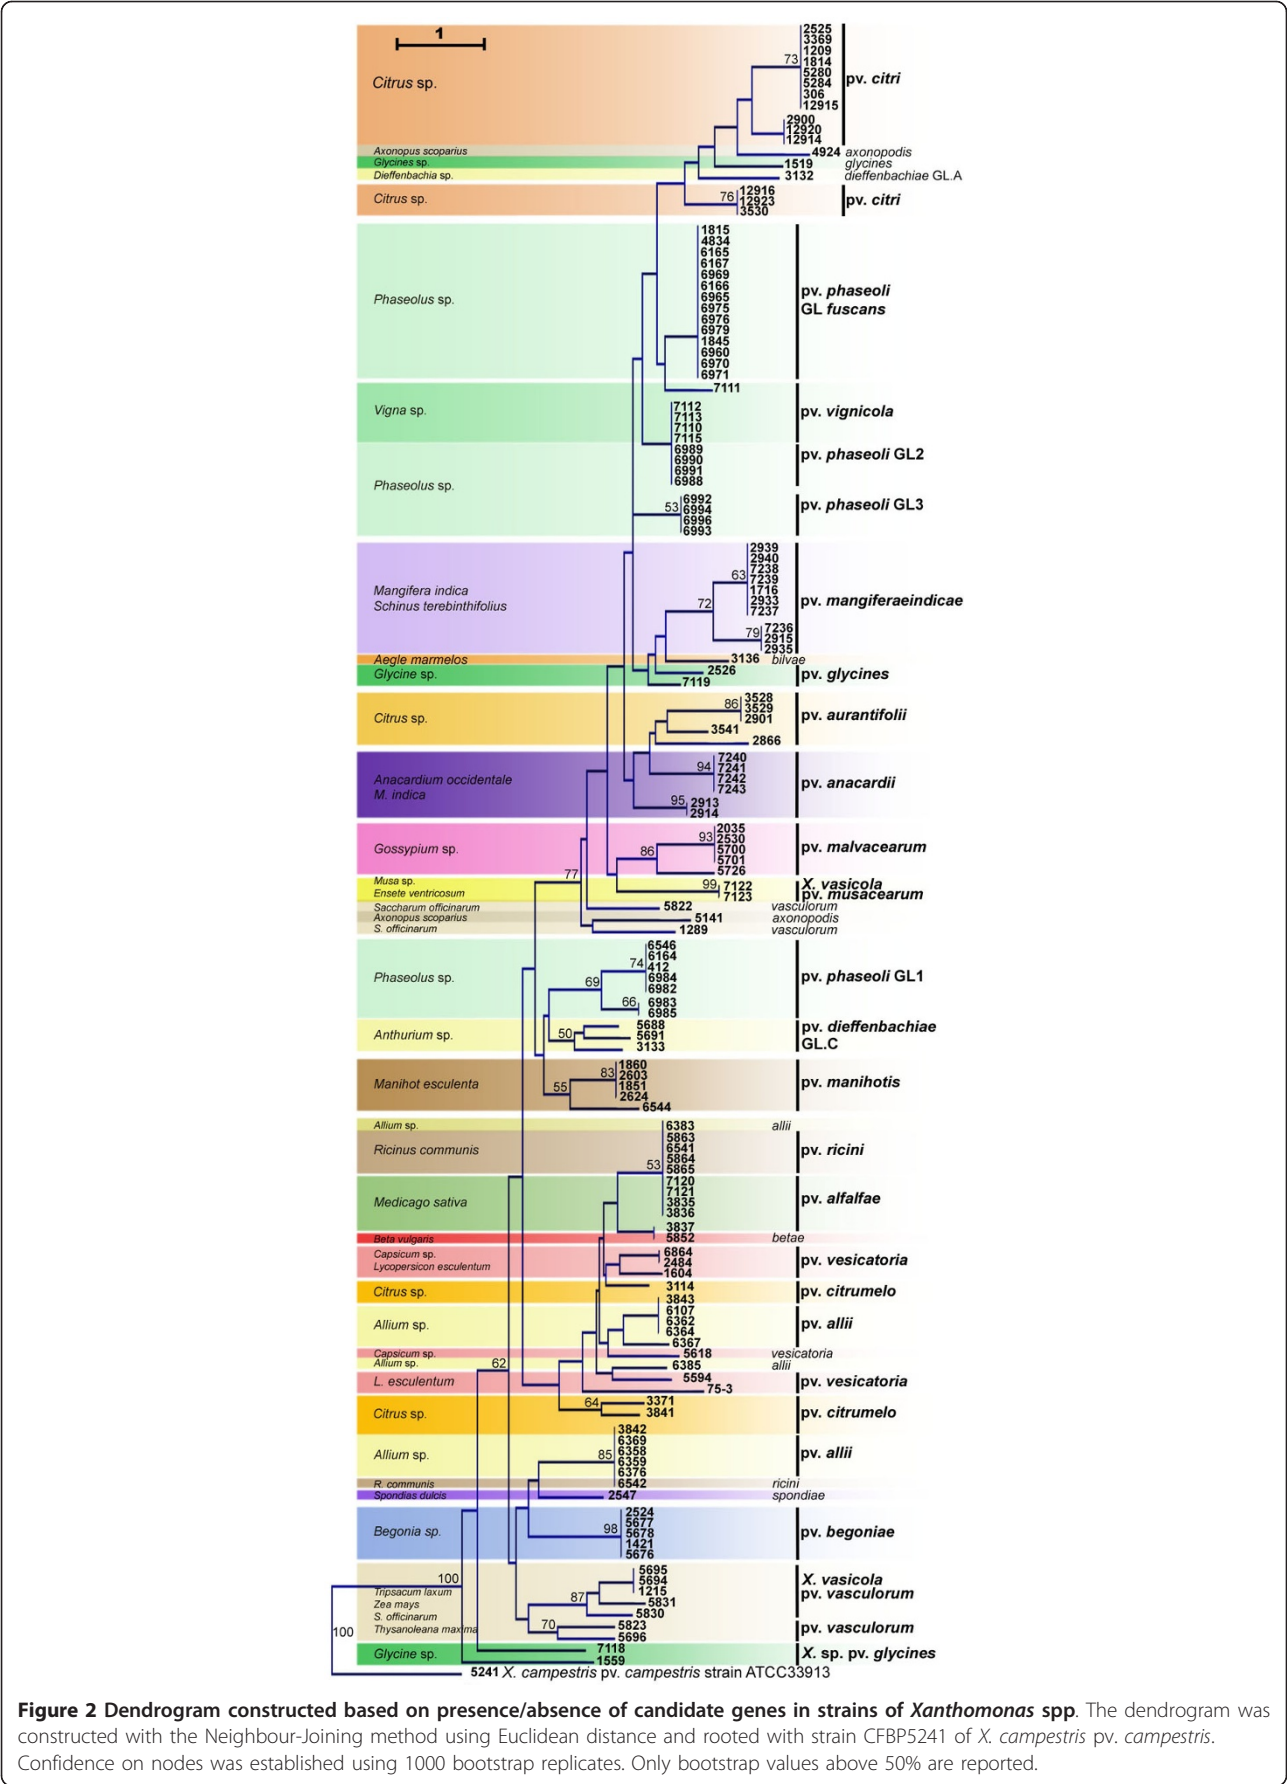 1
2525
3369
1209
1814
73
5280
5284
306
12915
Citrus sp.
pv. citri
2900
12920
12914
Axonopus scoparius
4924 axonopodis
Glycines sp.
1519 glycines
Dieffenbachia sp.
3132 dieffenbachiae GL.A
Citrus sp.
76
12916
12923
3530
pv. citri
1815
4834
6165
6167
6969
6166
6965
6975
6976
6979
1845
6960
6970
6971
Phaseolus sp.
pv. phaseoli
GL fuscans
7111
Vigna sp.
7112
7113
7110
7115
pv. vignicola
6989
6990
6991
6988
pv. phaseoli GL2
Phaseolus sp.
53
6992
6994
6996
6993
pv. phaseoli GL3
2939
2940
7238
7239
1716
2933
7237
63
Mangifera indica
Schinus terebinthifolius
72
pv. mangiferaeindicae
79
7236
2915
2935
Aegle marmelos
3136 bilvae
Glycine sp.
2526
7119
pv. glycines
86
3528
3529
2901
Citrus sp.
pv. aurantifolii
3541
2866
94
7240
7241
7242
7243
Anacardium occidentale
M. indica
pv. anacardii
95
2913
2914
2035
2530
5700
5701
93
86
5726
Gossypium sp.
pv. malvacearum
77
Musa sp.
Ensete ventricosum
99
7122
7123
X. vasicola
pv. musacearum
Saccharum officinarum
5822 vasculorum
Axonopus scoparius
5141 axonopodis
S. officinarum
1289 vasculorum
6546
6164
412
6984
6982
74
69
66
6983
6985
Phaseolus sp.
pv. phaseoli GL1
Anthurium sp.
50
5688
5691
3133
pv. dieffenbachiae
GL.C
Manihot esculenta
83
1860
2603
1851
2624
55
6544
pv. manihotis
Allium sp.
6383 allii
Ricinus communis
5863
6541
5864
5865
53
pv. ricini
Medicago sativa
7120
7121
3835
3836
3837
pv. alfalfae
Beta vulgaris
5852 betae
Capsicum sp.
Lycopersicon esculentum
6864
2484
1604
pv. vesicatoria
Citrus sp.
3114
pv. citrumelo
Allium sp.
3843
6107
6362
6364
6367
pv. allii
Capsicum sp.
5618 vesicatoria
Allium sp.
6385 allii
62
L. esculentum
5594
75-3
pv. vesicatoria
Citrus sp.
64
3371
3841
pv. citrumelo
Allium sp.
3842
6369
6358
6359
6376
85
pv. allii
R. communis
6542 ricini
Spondias dulcis
2547 spondiae
Begonia sp.
98
2524
5677
5678
1421
5676
pv. begoniae
100
Tripsacum laxum
Zea mays
S. officinarum
Thysanoleana maxima
5695
5694
1215
5831
5830
87
X. vasicola
pv. vasculorum
70
5823
5696
pv. vasculorum
100
Glycine sp.
7118
1559
X. sp. pv. glycines
5241 X. campestris pv. campestris strain ATCC33913
Figure 2 Dendrogram constructed based on presence/absence of candidate genes in strains of Xanthomonas spp. The dendrogram was
constructed with the Neighbour-Joining method using Euclidean distance and rooted with strain CFBP5241 of X. campestris pv. campestris.
Confidence on nodes was established using 1000 bootstrap replicates. Only bootstrap values above 50% are reported.